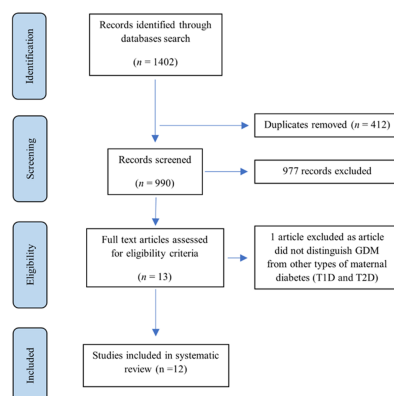 Identification
Records identified through
databases search
(n = 1402)
Duplicates removed (n = 412)
Screening
Records screened
(n = 990)
977 records excluded
Eligibility
Full text articles assessed
for eligibility criteria
(n = 13)
1 article excluded as article
did not distinguish GDM
from other types of maternal
diabetes (T1D and T2D)
Included
Studies included in systematic
review (n =12)